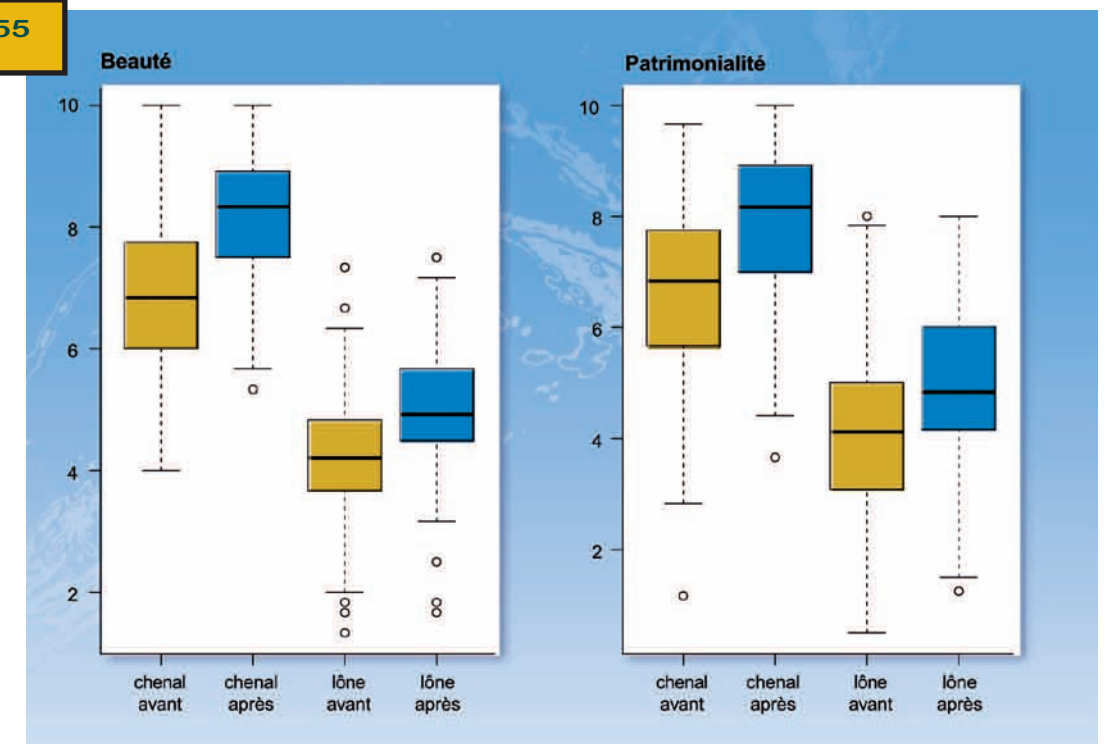 55
Beauté
10
8
6
4
2
chenal avant
chenal après
lône avant
lône après
Patrimonialité
10
8
6
4
2
chenal avant
chenal après
lône avant
lône après